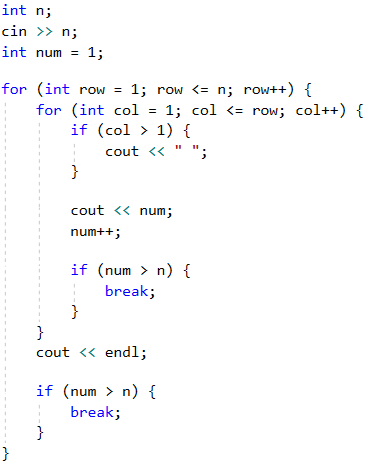 int n;
cin >> n;
int num = 1;

for (int row = 1; row <= n; row++) {
    for (int col = 1; col <= row; col++) {
        if (col > 1) {
            cout << " ";
        }

        cout << num;
        num++;

        if (num > n) {
            break;
        }
    }
    cout << endl;

    if (num > n) {
        break;
    }
}